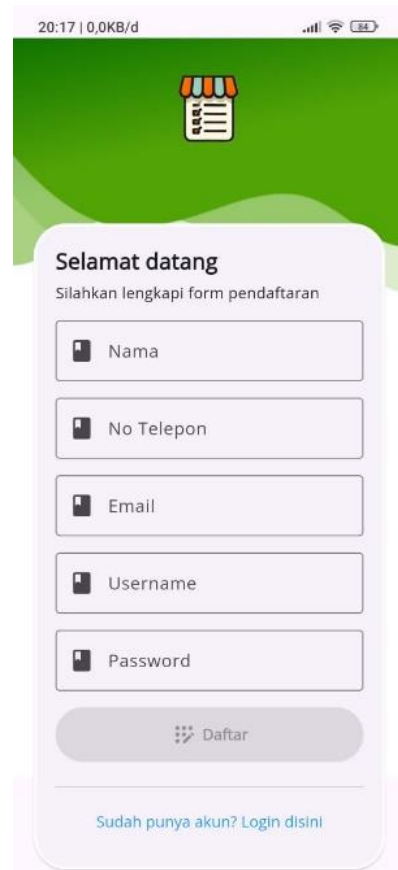 20:17 | 0,0KB/d
84
Selamat datang
Silahkan lengkapi form pendaftaran
Nama
No Telepon
Email
Username
Password
Daftar
Sudah punya akun? Login disini